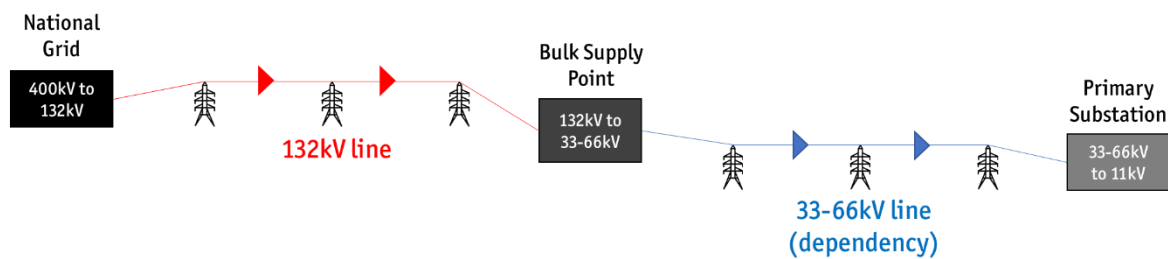 National
Grid
400kV to
132kV
132kV line
Bulk Supply
Point
132kV to
33-66kV
33-66kV line
(dependency)
Primary
Substation
33-66kV
to 11kV